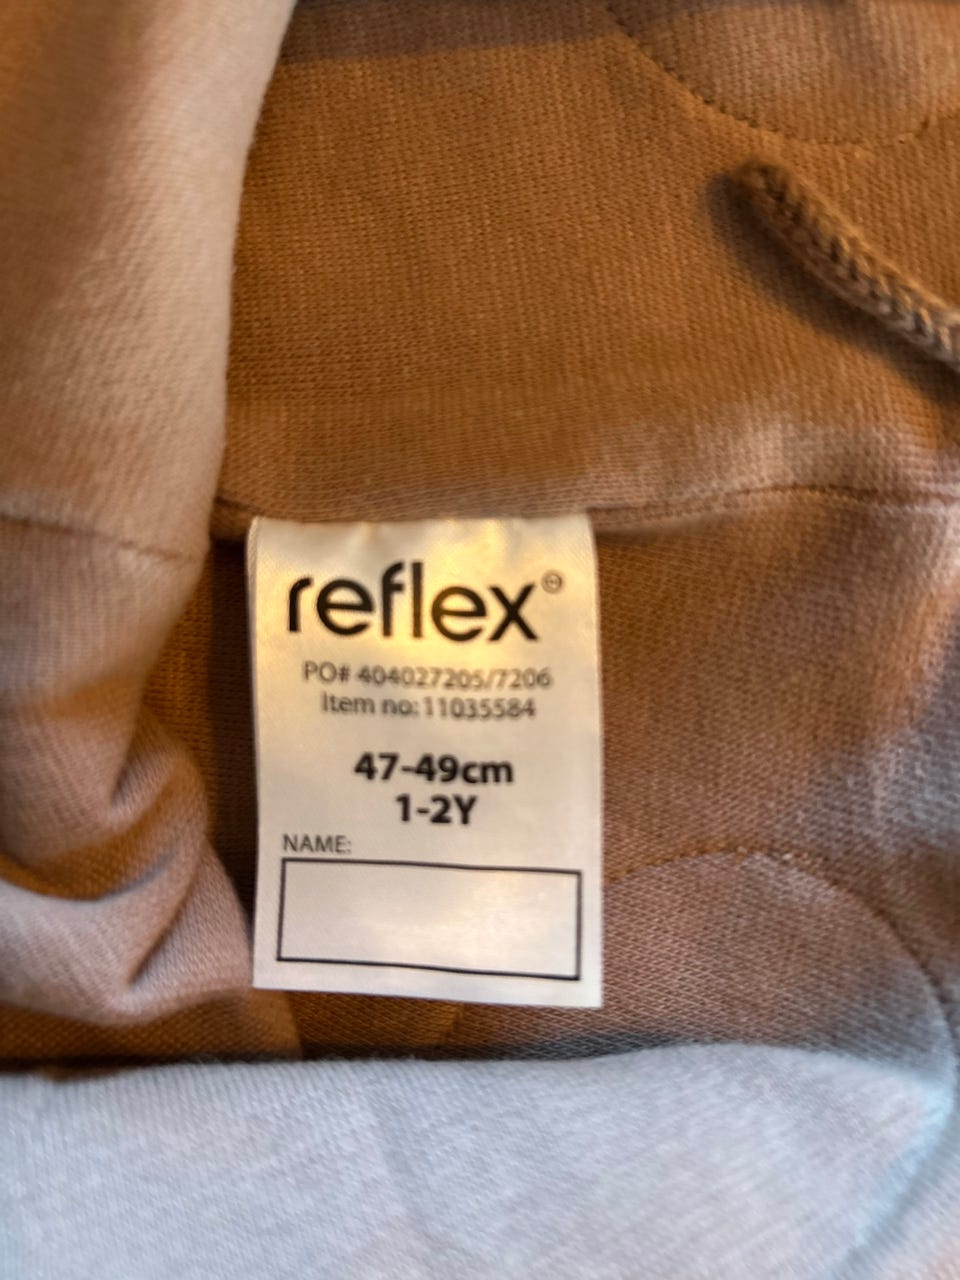 reflex®
PO# 404027205/7206
Item no:11035584
47-49cm
1-2Y
NAME: